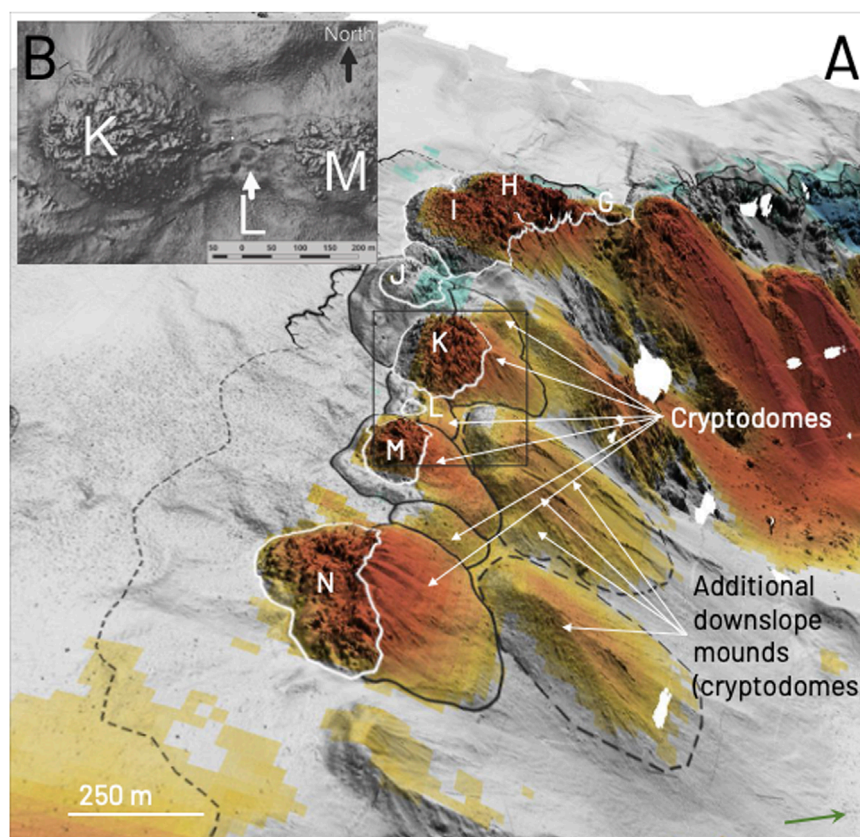 B
North
K
M
L
50 m 0 50 100 150 200 m
A
H
I
G
J
K
L
Cryptodomes
M
N
Additional
downslope
mounds
(cryptodomes
250 m